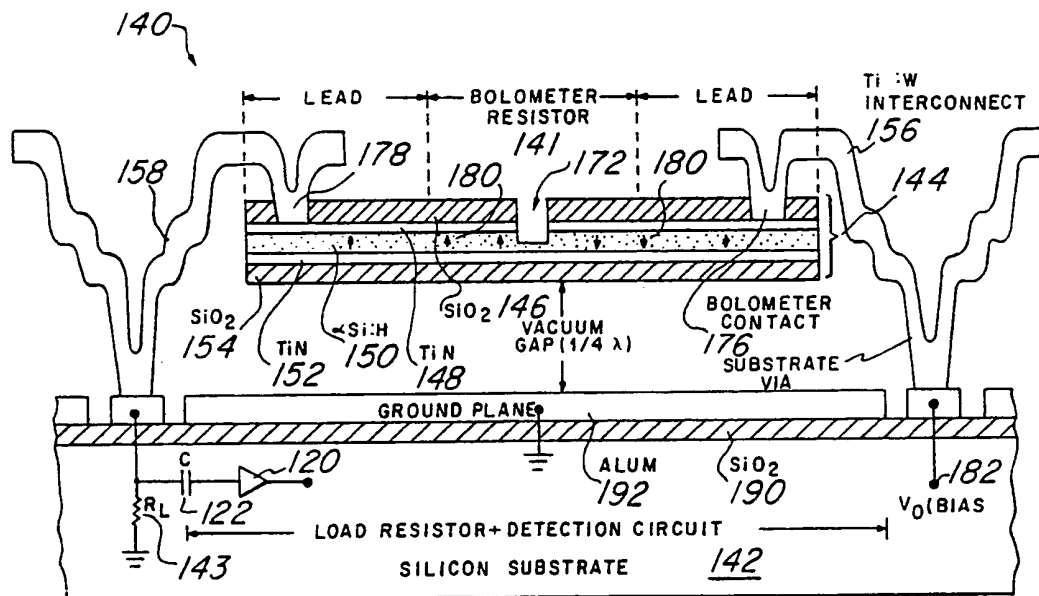 140
LEAD
BOLOMETER
RESISTOR
141
LEAD
Ti :W
INTERCONNECT
156
178
172
158
180
180
144
SiO2
154
TiN
152
∝Si:H
150
TiN
148
SiO2 146
VACUUM
GAP (1/4 λ)
BOLOMETER
CONTACT
176
SUBSTRATE
VIA
GROUND PLANE
C
122
120
RL
143
ALUM
192
SiO2
190
182
V0(BIAS
LOAD RESISTOR+DETECTION CIRCUIT
SILICON SUBSTRATE
142